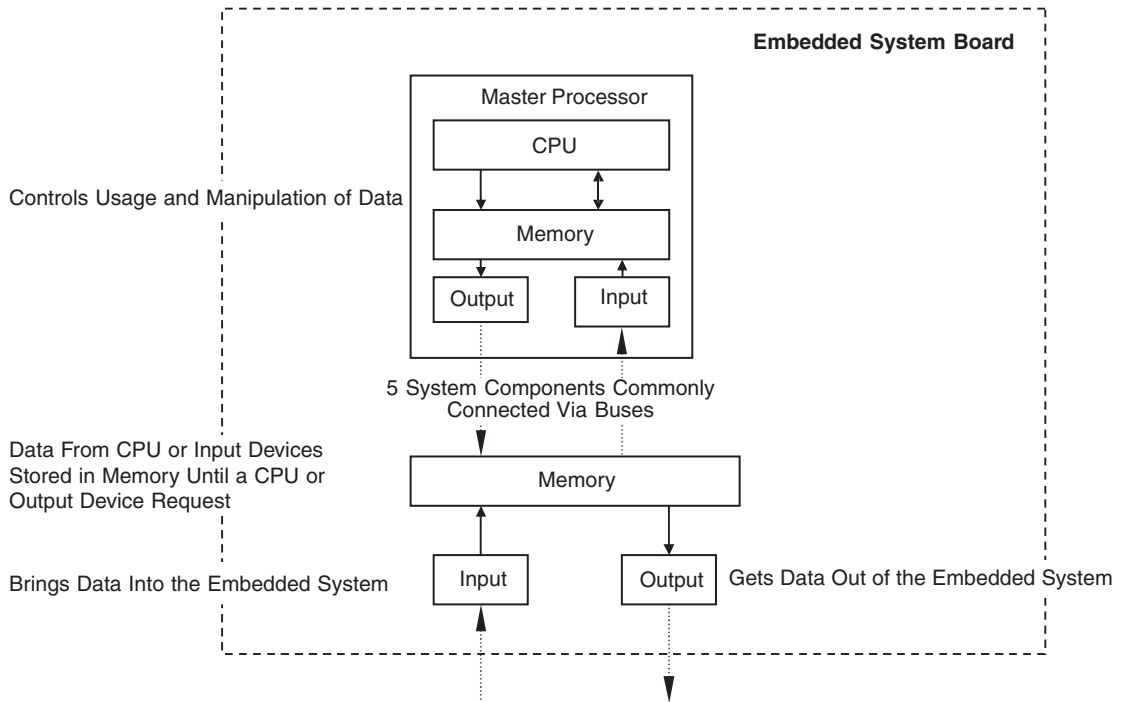 Embedded System Board
Master Processor
CPU
Controls Usage and Manipulation of Data
Memory
Output
Input
5 System Components Commonly
Connected Via Buses
Data From CPU or Input Devices
Stored in Memory Until a CPU or
Output Device Request
Memory
Brings Data Into the Embedded System
Input
Output
Gets Data Out of the Embedded System